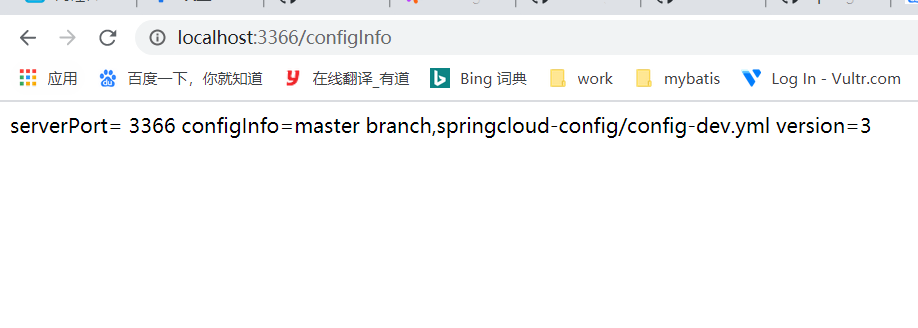 localhost:3366/configInfo
应用 百度一下，你就知道 在线翻译_有道 Bing 词典 work mybatis Log In - Vultr.com
serverPort= 3366 configInfo=master branch,springcloud-config/config-dev.yml version=3